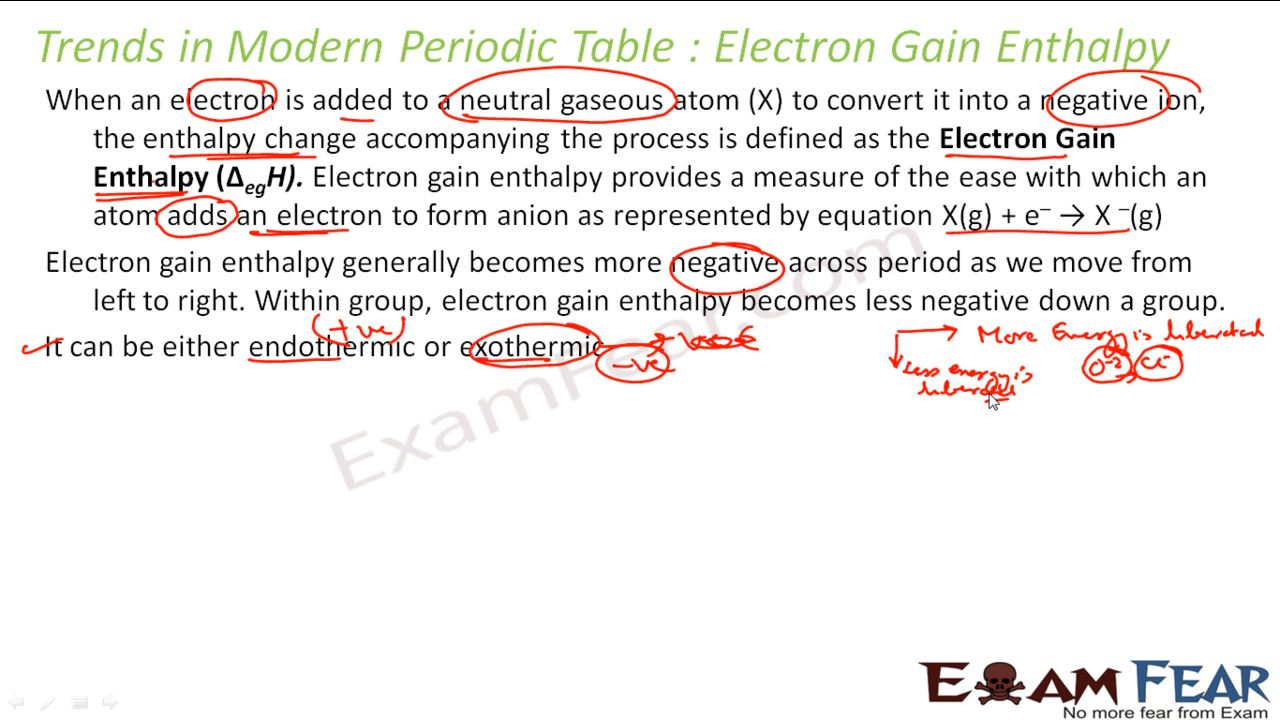 Trends in Modern Periodic Table : Electron Gain Enthalpy
When an electron is added to a neutral gaseous atom (X) to convert it into a negative ion,
the enthalpy change accompanying the process is defined as the Electron Gain
Enthalpy (ΔegH). Electron gain enthalpy provides a measure of the ease with which an
atom adds an electron to form anion as represented by equation X(g) + e⁻ → X⁻(g)
Electron gain enthalpy generally becomes more negative across period as we move from
left to right. Within group, electron gain enthalpy becomes less negative down a group.
(+ve)
It can be either endothermic or exothermic
-ve
More Energy is liberated
Less energy is
liberated
O⁻² Cl⁻
ExamFear.com
EXAM FEAR
No more fear from Exam